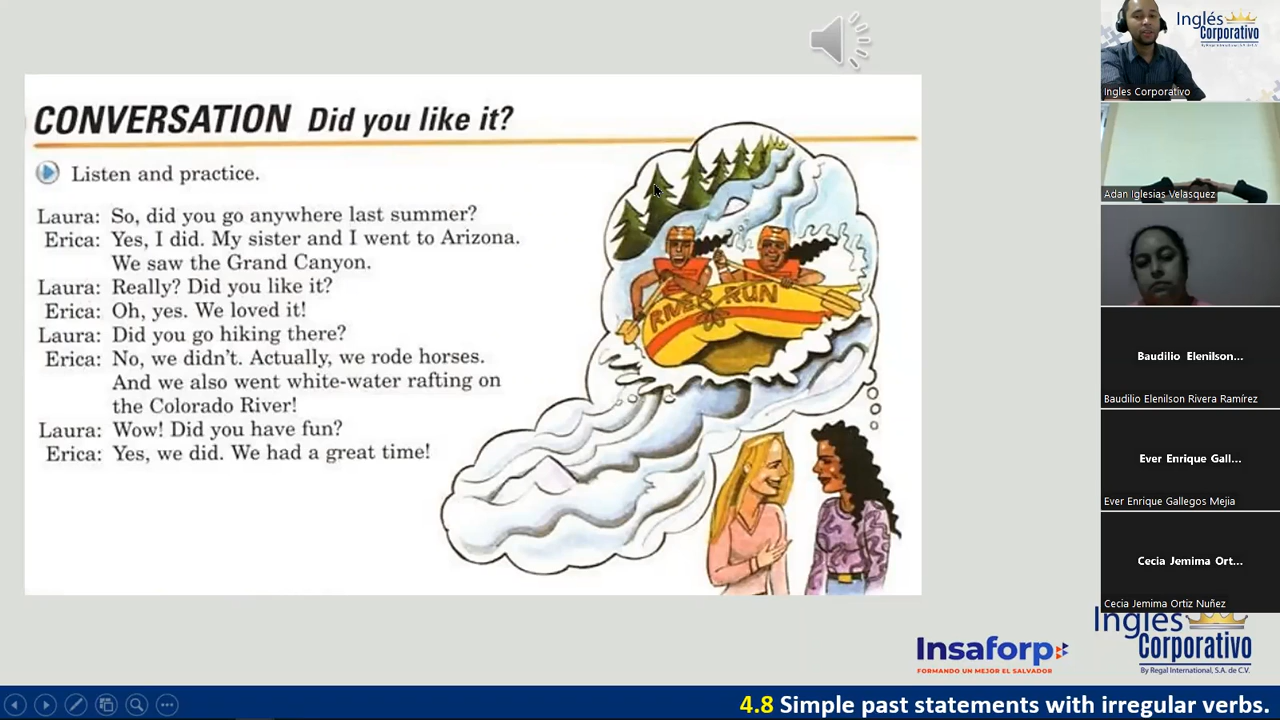 CONVERSATION Did you like it?
Listen and practice.
Laura: So, did you go anywhere last summer?
Erica: Yes, I did. My sister and I went to Arizona.
We saw the Grand Canyon.
Laura: Really? Did you like it?
Erica: Oh, yes. We loved it!
Laura: Did you go hiking there?
Erica: No, we didn't. Actually, we rode horses.
And we also went white-water rafting on
the Colorado River!
Laura: Wow! Did you have fun?
Erica: Yes, we did. We had a great time!
RIVER RUN
Inglés
Corporativo
By Regal International, S.A. de C.V.
Ingles Corporativo
Adan Iglesias Velasquez
Baudilio Elenilson...
Baudilio Elenilson Rivera Ramírez
Ever Enrique Gall...
Ever Enrique Gallegos Mejia
Cecia Jemima Ort...
Cecia Jemima Ortiz Nuñez
Insaforp
FORMANDO UN MEJOR EL SALVADOR
Inglés
Corporativo
By Regal International, S.A. de C.V.
4.8 Simple past statements with irregular verbs.